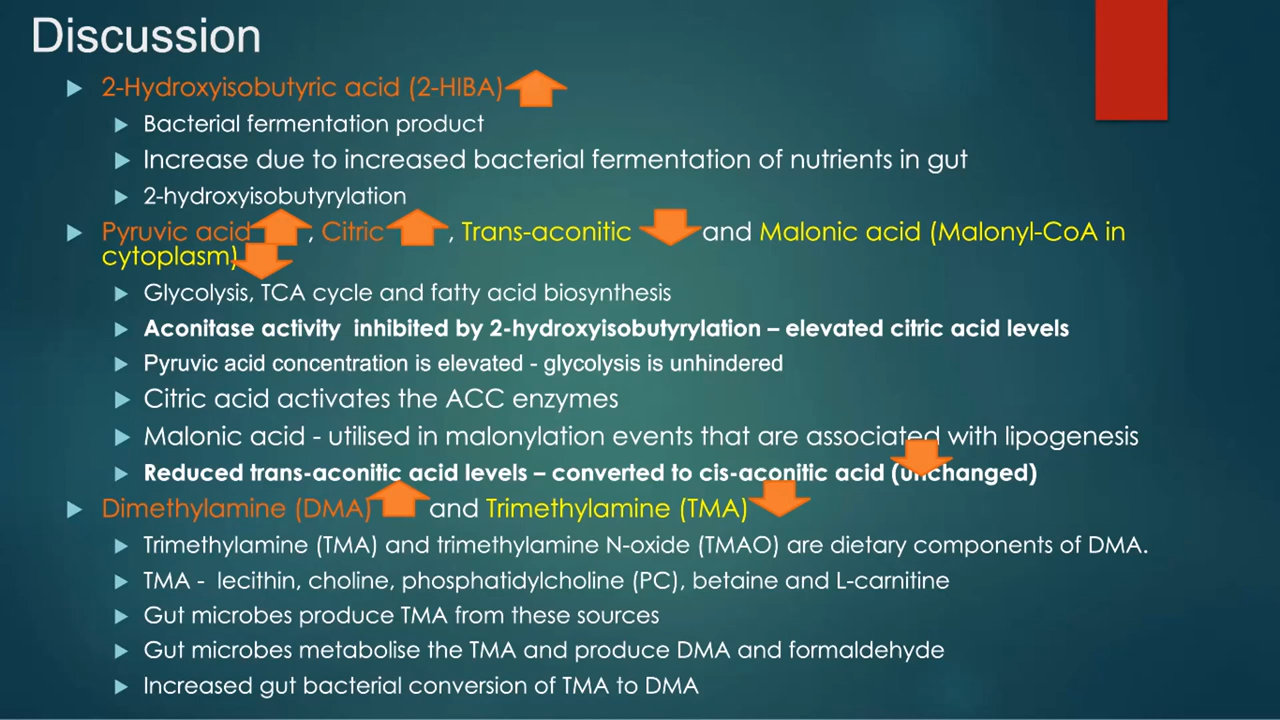 Discussion
2-Hydroxyisobutyric acid (2-HIBA)
Bacterial fermentation product
Increase due to increased bacterial fermentation of nutrients in gut
2-hydroxyisobutyrylation
Pyruvic acid , Citric , Trans-aconitic and Malonic acid (Malonyl-CoA in
cytoplasm)
Glycolysis, TCA cycle and fatty acid biosynthesis
Aconitase activity inhibited by 2-hydroxyisobutyrylation – elevated citric acid levels
Pyruvic acid concentration is elevated - glycolysis is unhindered
Citric acid activates the ACC enzymes
Malonic acid - utilised in malonylation events that are associated with lipogenesis
Reduced trans-aconitic acid levels – converted to cis-aconitic acid (unchanged)
Dimethylamine (DMA) and Trimethylamine (TMA)
Trimethylamine (TMA) and trimethylamine N-oxide (TMAO) are dietary components of DMA.
TMA - lecithin, choline, phosphatidylcholine (PC), betaine and L-carnitine
Gut microbes produce TMA from these sources
Gut microbes metabolise the TMA and produce DMA and formaldehyde
Increased gut bacterial conversion of TMA to DMA